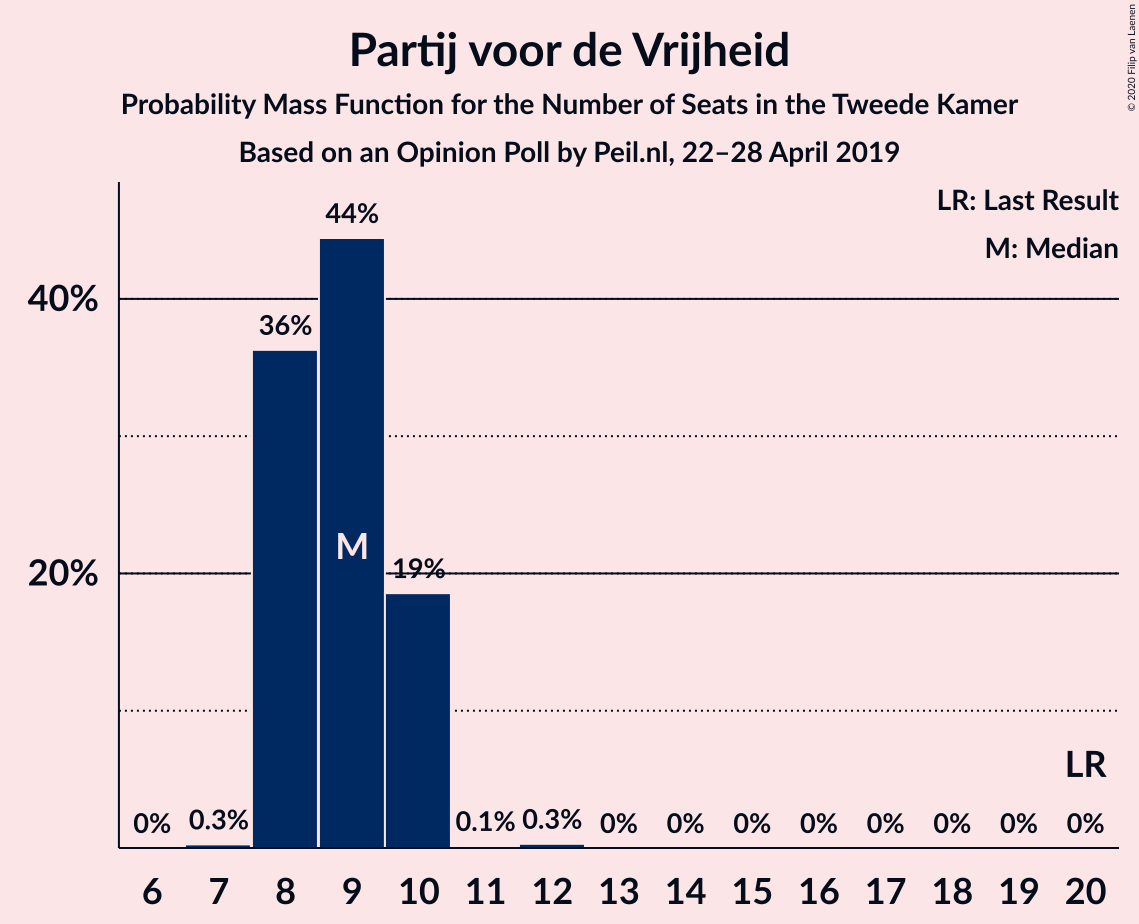 Partij voor de Vrijheid
Probability Mass Function for the Number of Seats in the Tweede Kamer
Based on an Opinion Poll by Peil.nl, 22–28 April 2019
© 2020 Filip van Laenen
LR: Last Result
M: Median
44%
40%
36%
M
20%
19%
LR
0% 0.3% 0.1% 0.3% 0% 0% 0% 0% 0% 0% 0% 0%
6 7 8 9 10 11 12 13 14 15 16 17 18 19 20